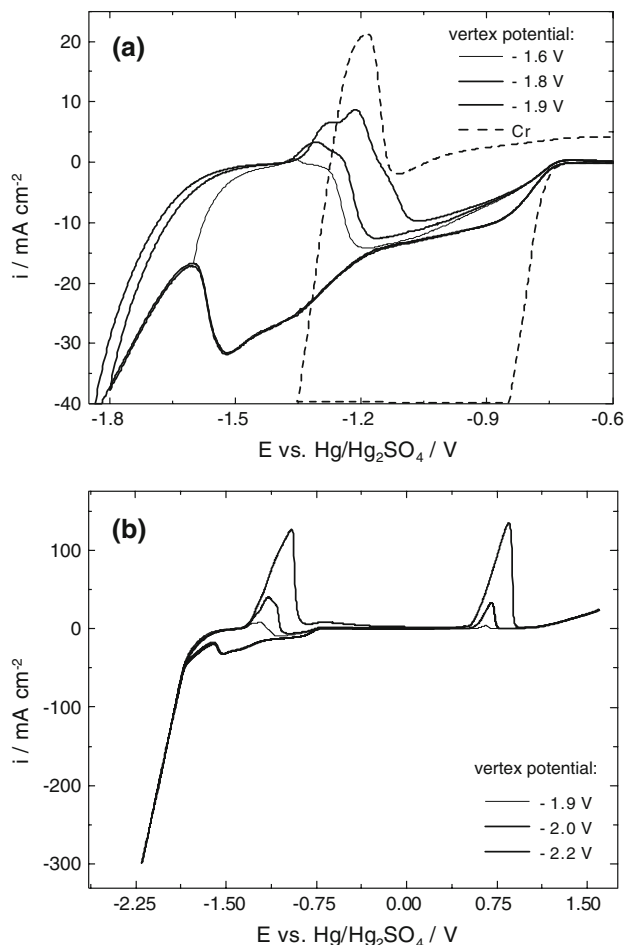 (a)
vertex potential:
- 1.6 V
- 1.8 V
- 1.9 V
Cr
20
10
0
-10
-20
-30
-40
i / mA cm-2
-1.8
-1.5
-1.2
-0.9
-0.6
E vs. Hg/Hg2SO4 / V
(b)
100
0
-100
-200
-300
i / mA cm-2
vertex potential:
- 1.9 V
- 2.0 V
- 2.2 V
-2.25
-1.50
-0.75
0.00
0.75
1.50
E vs. Hg/Hg2SO4 / V